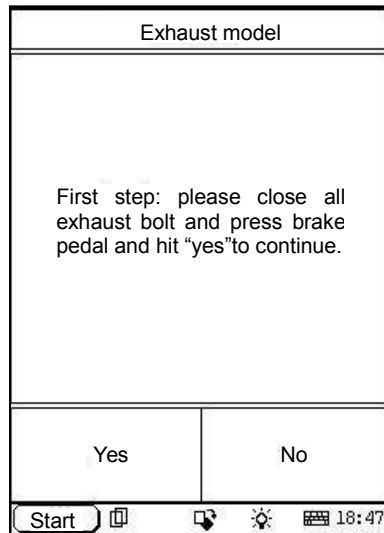 Exhaust model
First step: please close all
exhaust bolt and press brake
pedal and hit “yes”to continue.
Yes No
Start 18:47